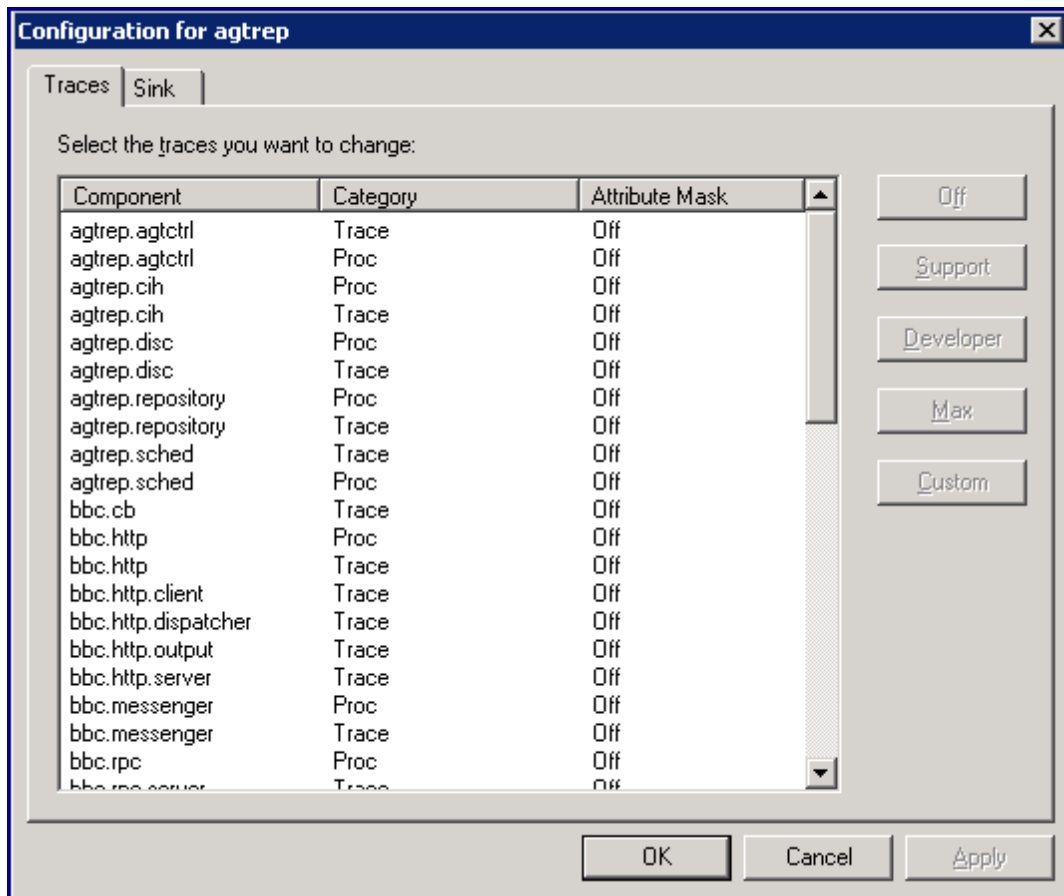 Configuration for agtrep
Traces Sink
Select the traces you want to change:
Component Category Attribute Mask Off
agtrep.agtctrl Trace Off
agtrep.agtctrl Proc Off
Support
agtrep.cih Proc Off
agtrep.cih Trace Off
agtrep.disc Proc Off
Developer
agtrep.disc Trace Off
agtrep.repository Proc Off
Max
agtrep.repository Trace Off
agtrep.sched Trace Off
agtrep.sched Proc Off
Custom
bbc.cb Trace Off
bbc.http Proc Off
bbc.http Trace Off
bbc.http.client Trace Off
bbc.http.dispatcher Trace Off
bbc.http.output Trace Off
bbc.http.server Trace Off
bbc.messenger Proc Off
bbc.messenger Trace Off
bbc.rpc Proc Off
bbc.rpc.server Trace Off
OK Cancel Apply